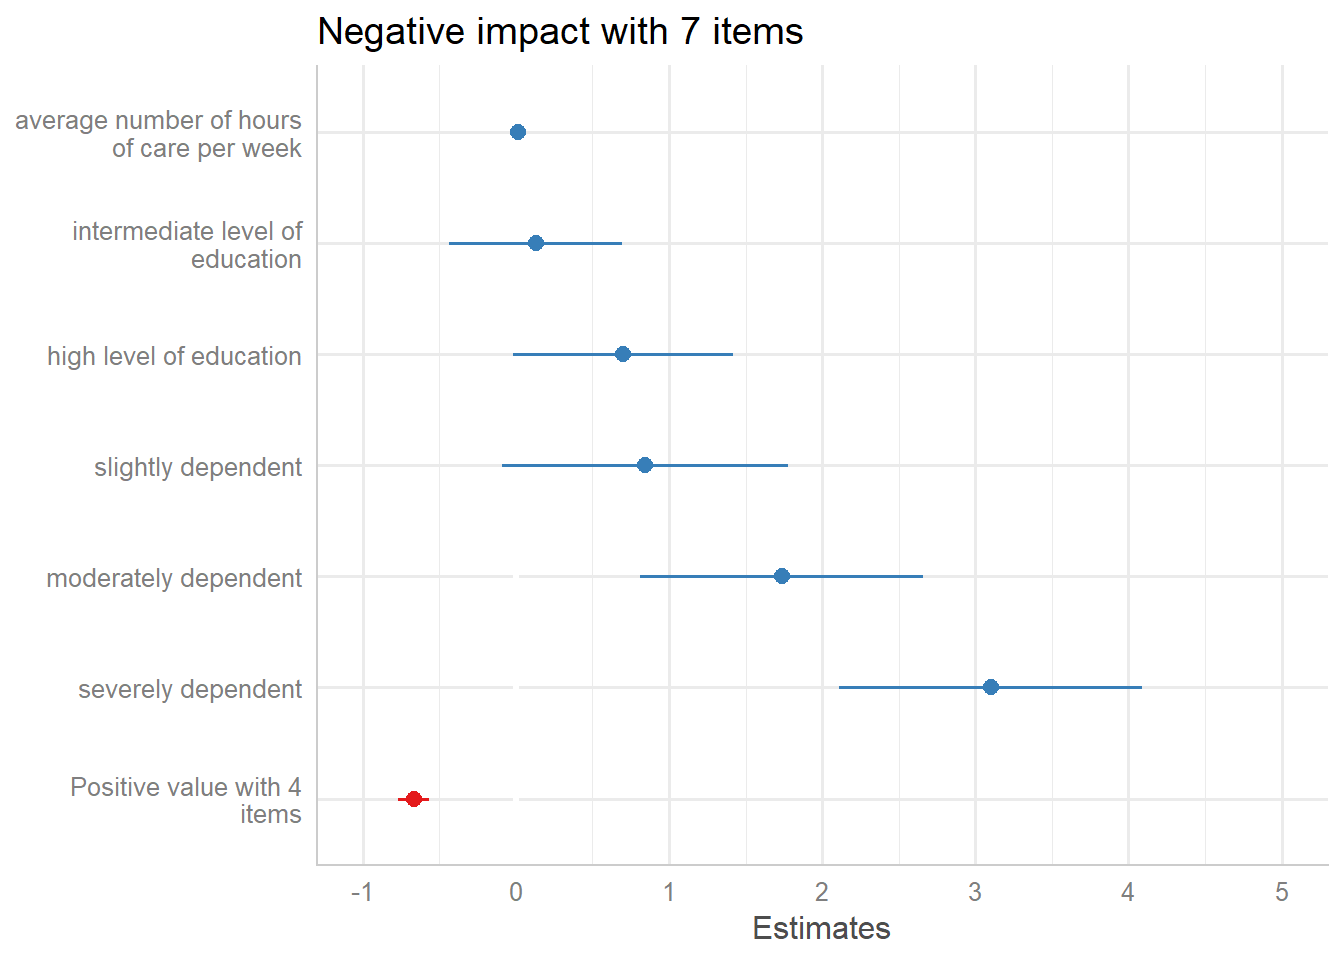 Negative impact with 7 items
average number of hours
of care per week
intermediate level of
education
high level of education
slightly dependent
moderately dependent
severely dependent
Positive value with 4
items
-1 0 1 2 3 4 5
Estimates